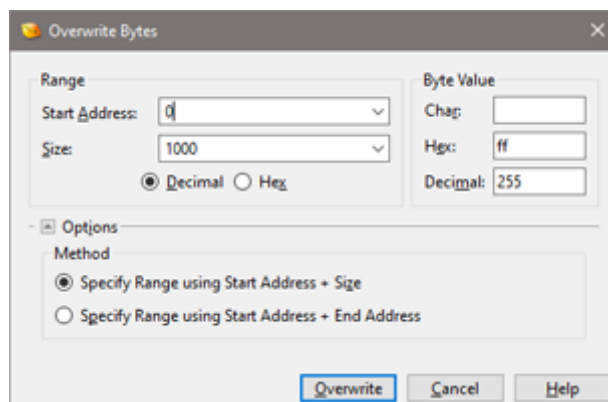 Overwrite Bytes
Range
Start Address: 0
Size: 1000
Decimal Hex
Byte Value
Char:
Hex: ff
Decimal: 255
Options
Method
Specify Range using Start Address + Size
Specify Range using Start Address + End Address
Overwrite Cancel Help